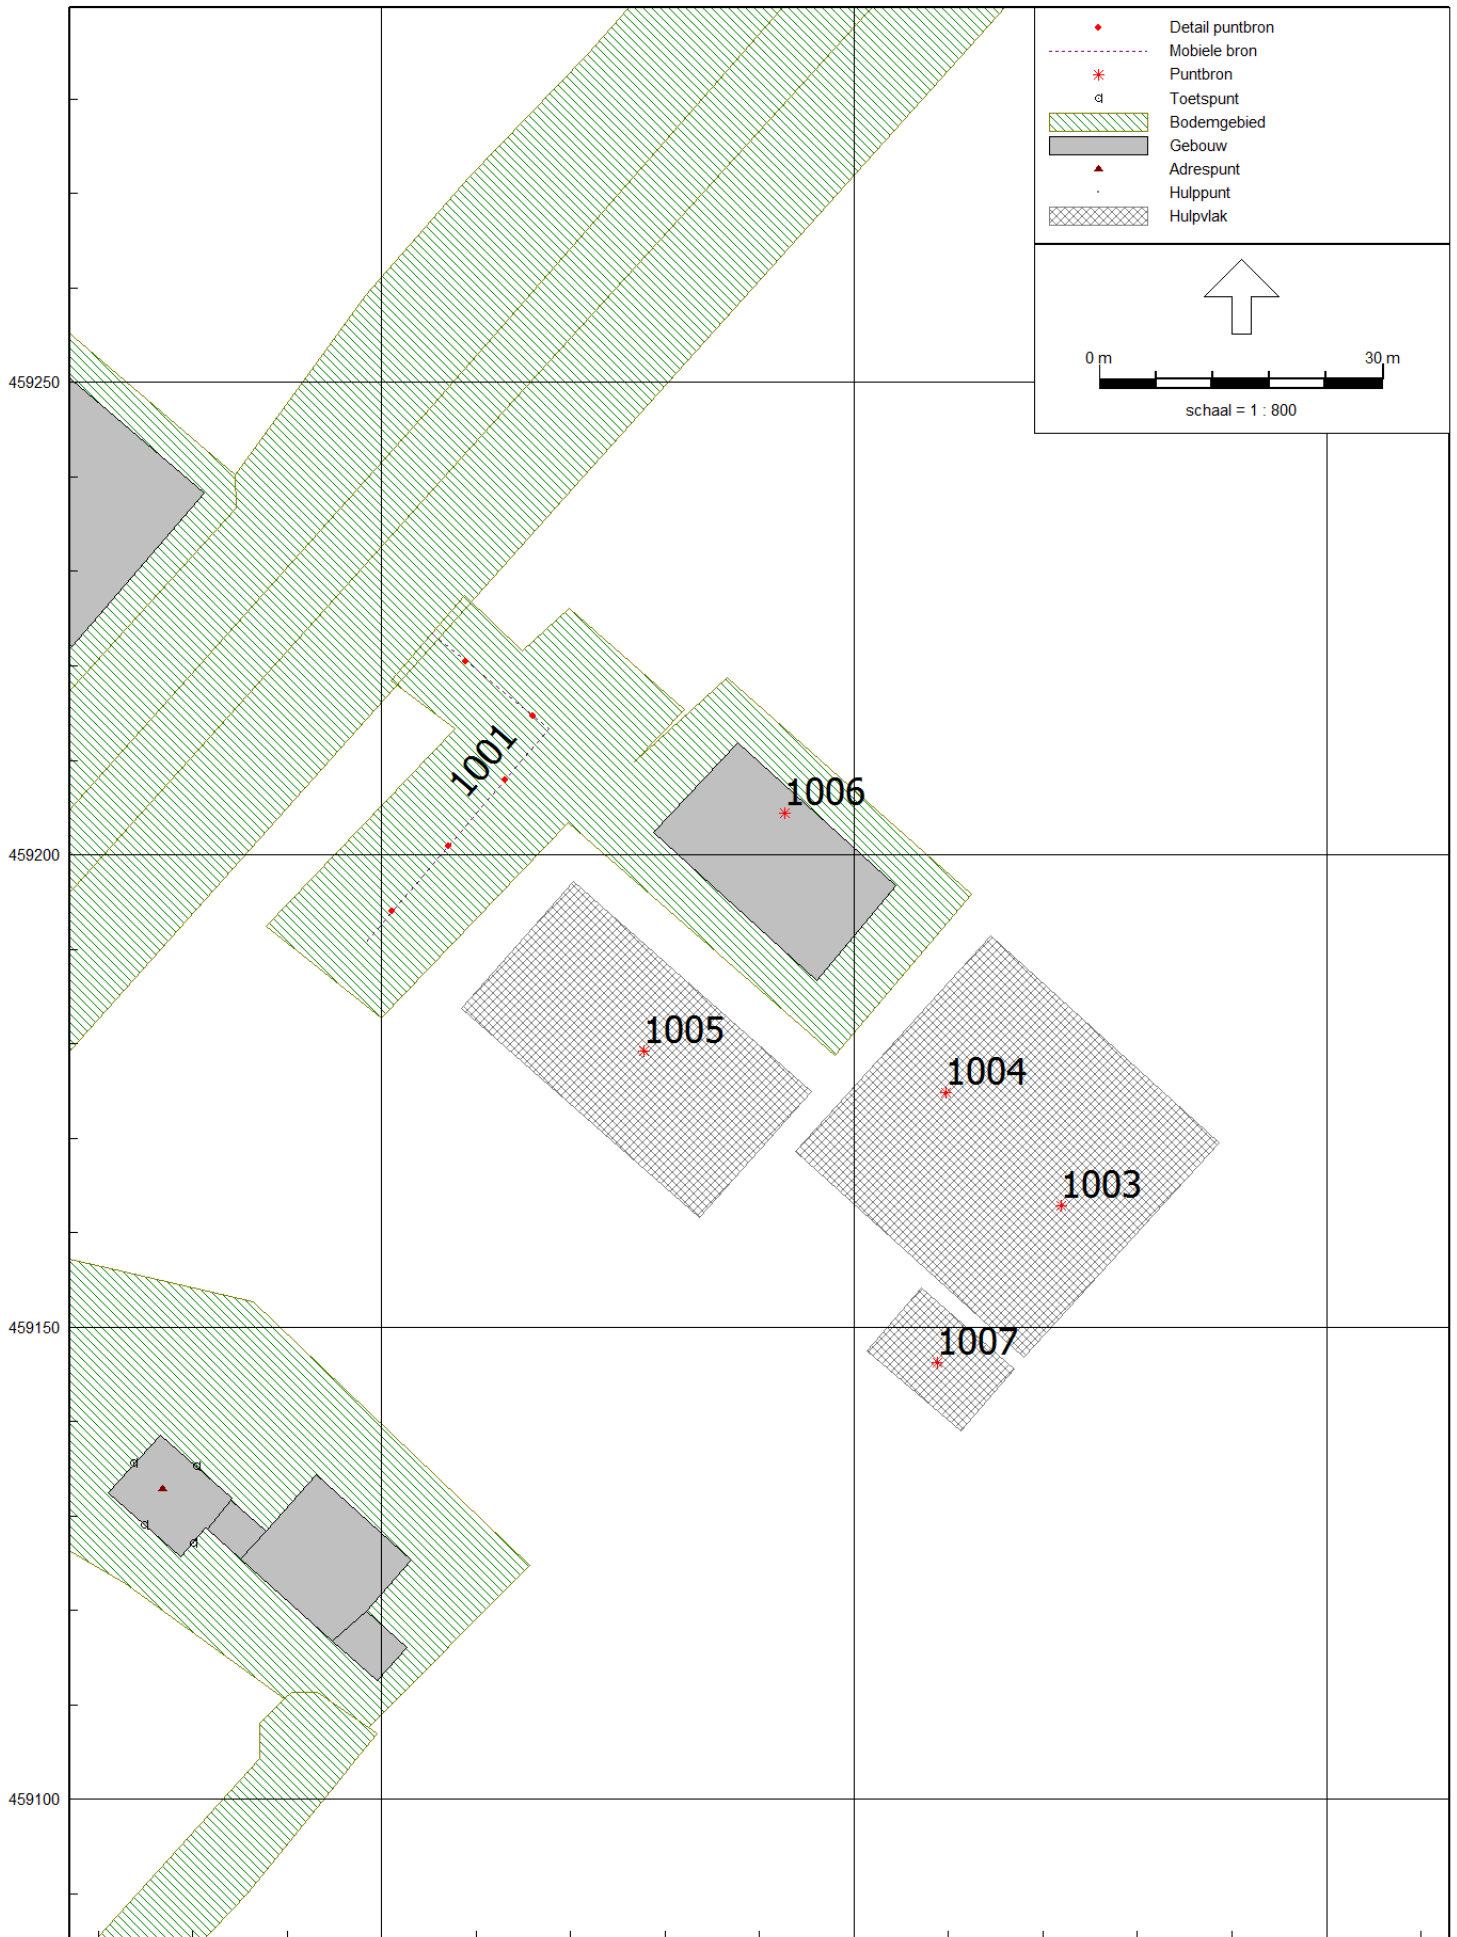 Detail puntbron
Mobiele bron
Puntbron
Toetspunt
Bodemgebied
Gebouw
Adrespunt
Hulppunt
Hulpvlak
0 m 30 m
schaal = 1 : 800
459250
1001
1006
459200
1005
1004
1003
459150
1007
459100